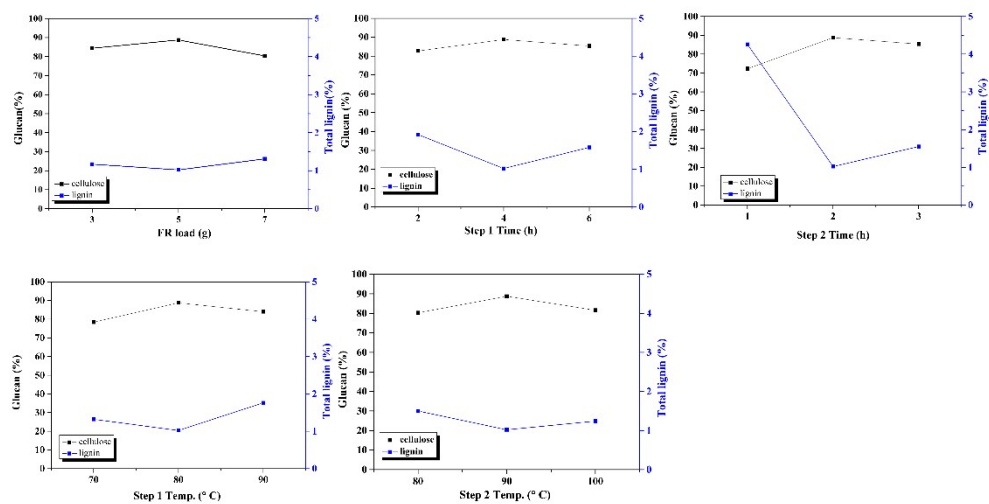 Glucan(%)
100
90
80
70
60
50
40
30
20
10
0
cellulose
lignin
3 5 7
FR load (g)
5
4
3
2
1
0
Total lignin(%)
Glucan (%)
100
90
80
70
60
50
40
30
20
10
0
cellulose
lignin
2 4 6
Step 1 Time (h)
5
4
3
2
1
0
Total lignin (%)
Glucan (%)
100
90
80
70
60
50
40
30
20
10
0
cellulose
lignin
1 2 3
Step 2 Time (h)
5
4
3
2
1
0
Total lignin (%)
Glucan (%)
100
90
80
70
60
50
40
30
20
10
0
cellulose
lignin
70 80 90
Step 1 Temp. (° C)
5
4
3
2
1
0
Total lignin (%)
Glucan (%)
100
90
80
70
60
50
40
30
20
10
0
cellulose
lignin
80 90 100
Step 2 Temp. (° C)
5
4
3
2
1
0
Total lignin (%)